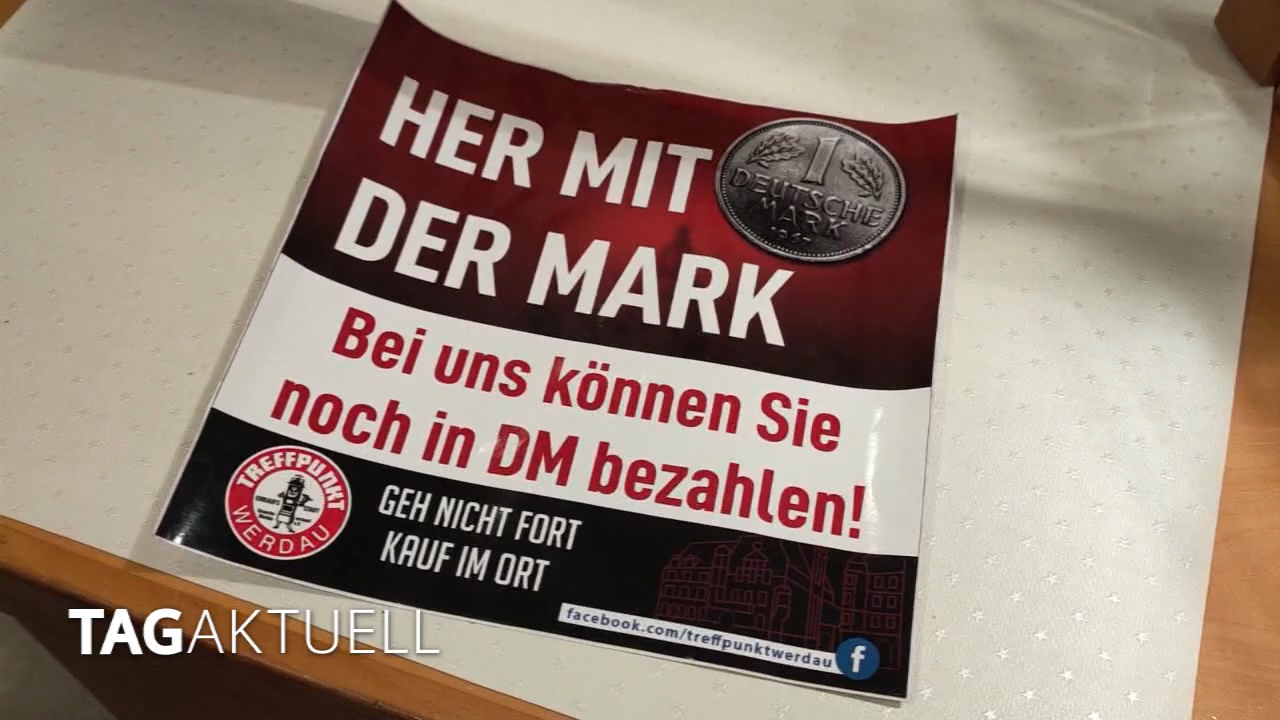 HER MIT
DER MARK
1
DEUTSCHE
MARK
1967
Bei uns können Sie
noch in DM bezahlen!
TREFFPUNKT
WERDAU
GEH NICHT FORT
KAUF IM ORT
facebook.com/treffpunktwerdau
f
TAGAKTUELL